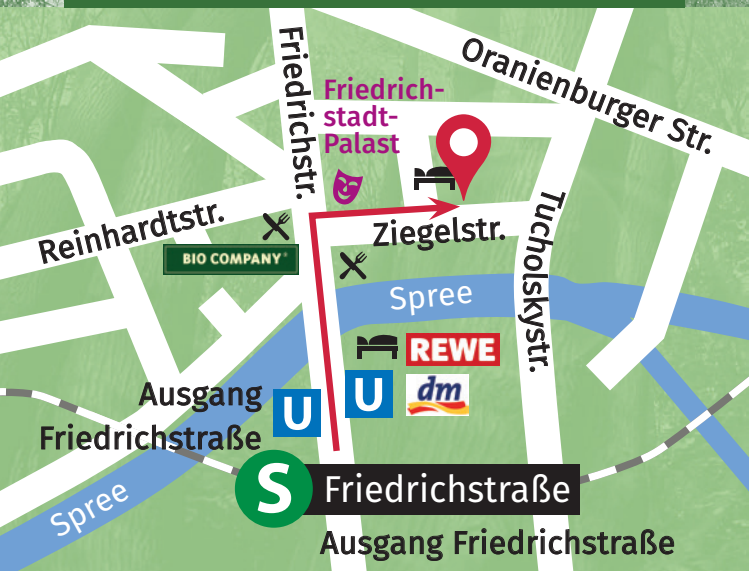 Friedrichstr.
Oranienburger Str.
Friedrich-
stadt-
Palast
Reinhardtstr.
Ziegelstr.
Tucholskystr.
BIO COMPANY
Spree
REWE
dm
Ausgang
Friedrichstraße
U
U
S
Friedrichstraße
Spree
Ausgang Friedrichstraße